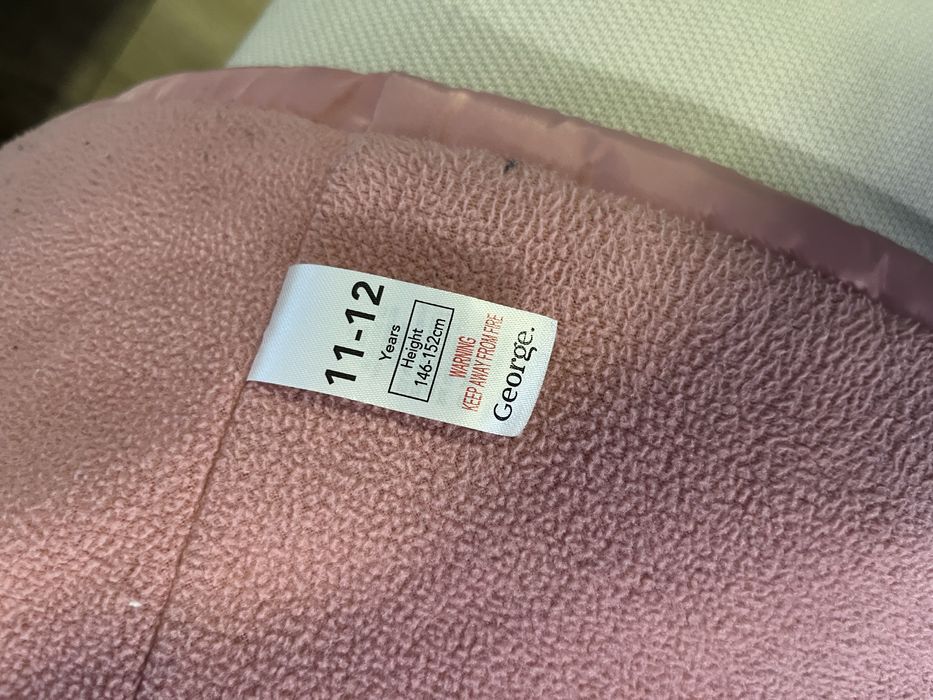 11-12
Years
Height
146-152cm
WARNING
KEEP AWAY FROM FIRE
George.